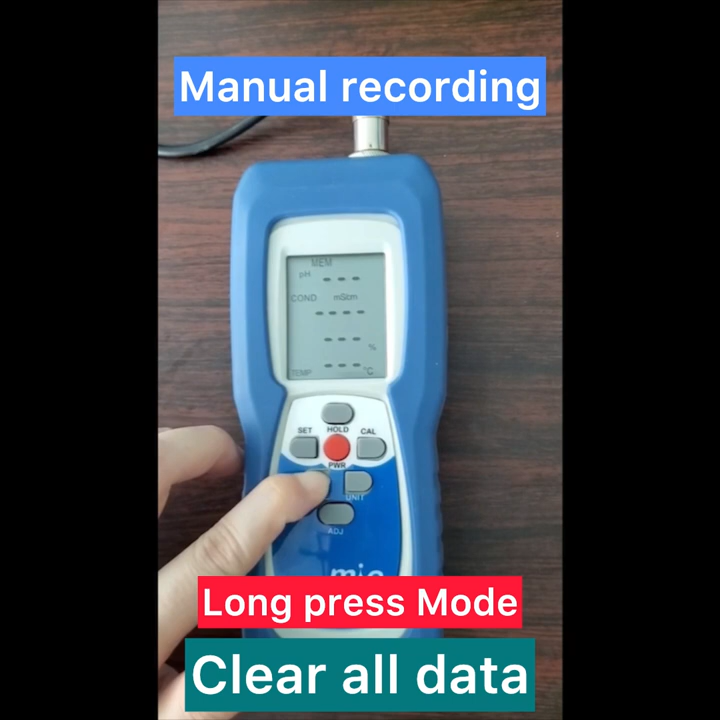 Manual recording
MEM
pH ---
COND mS/cm
----
--- %
TEMP --- °C
SET HOLD CAL
PWR
UNIT
ADJ
mic
Long press Mode
Clear all data